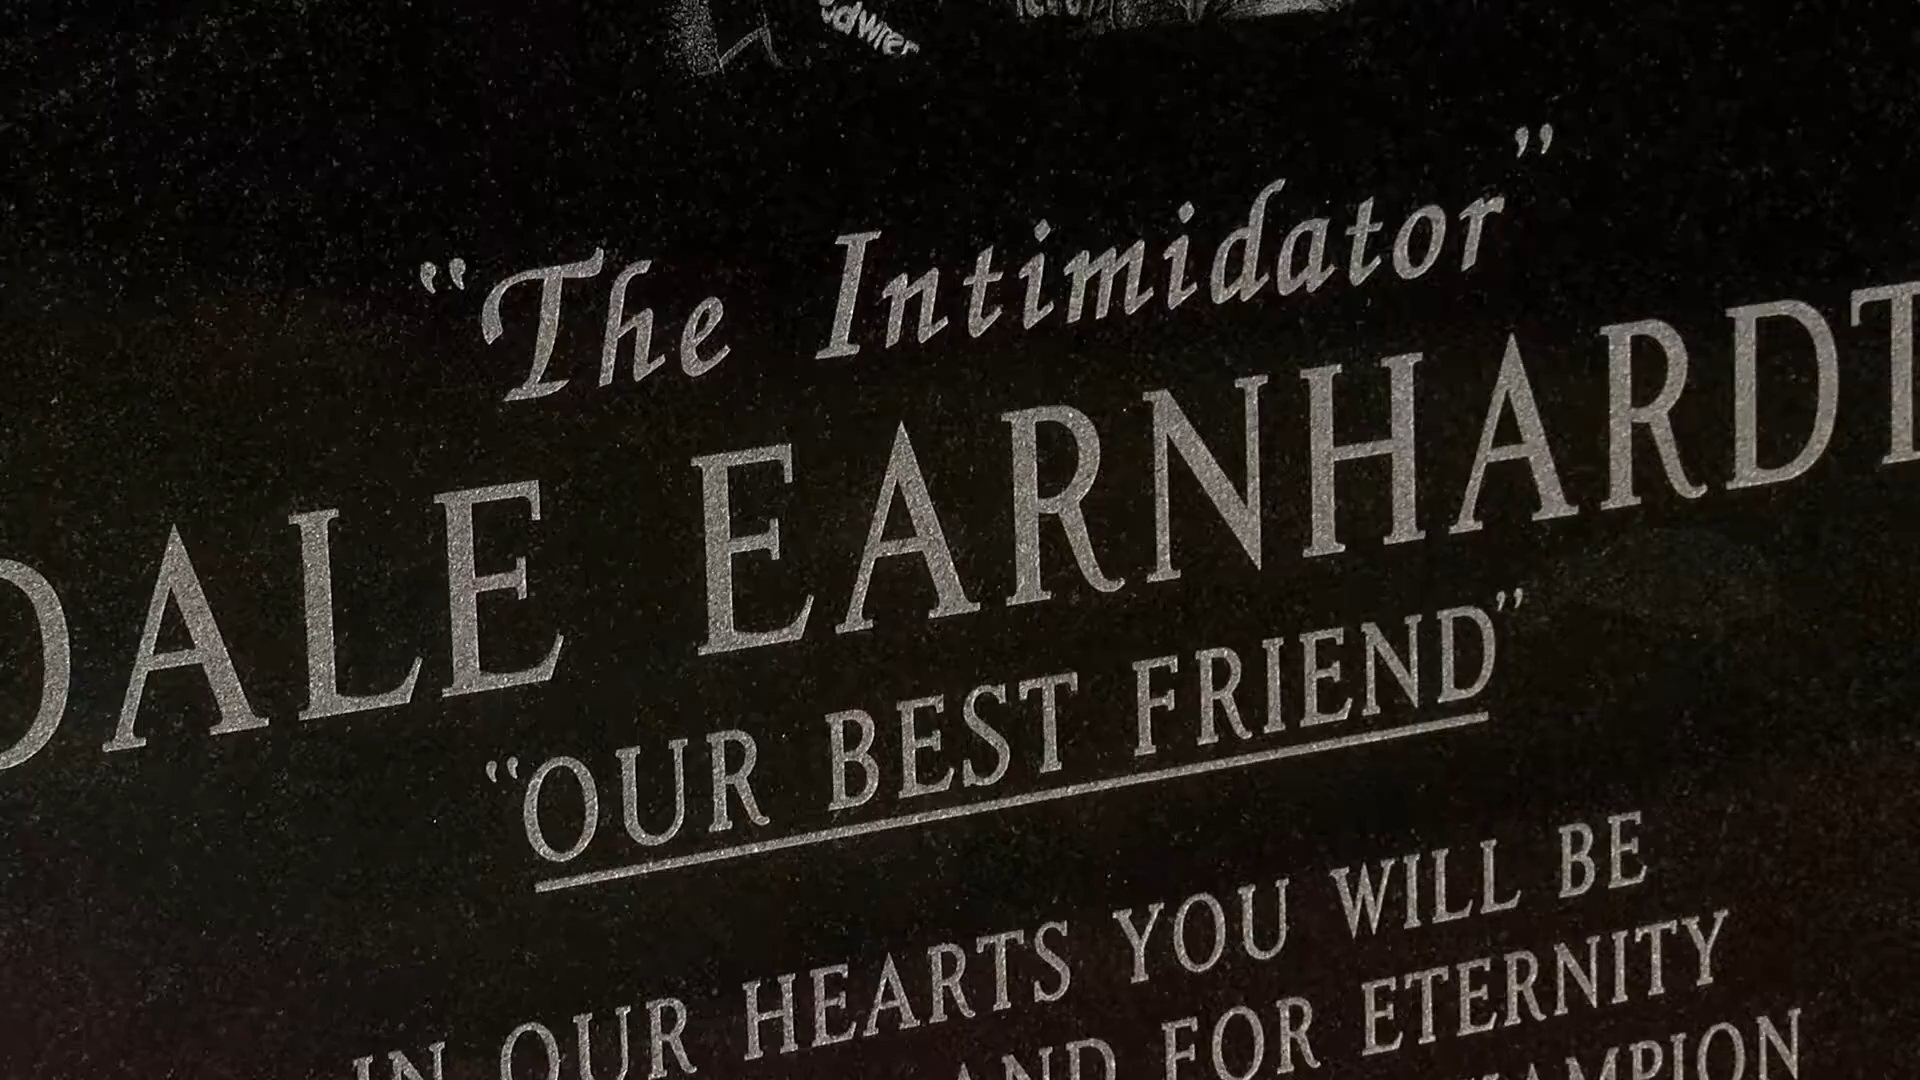 “The Intimidator”
DALE EARNHARDT
“OUR BEST FRIEND”
IN OUR HEARTS YOU WILL BE
AND FOR ETERNITY